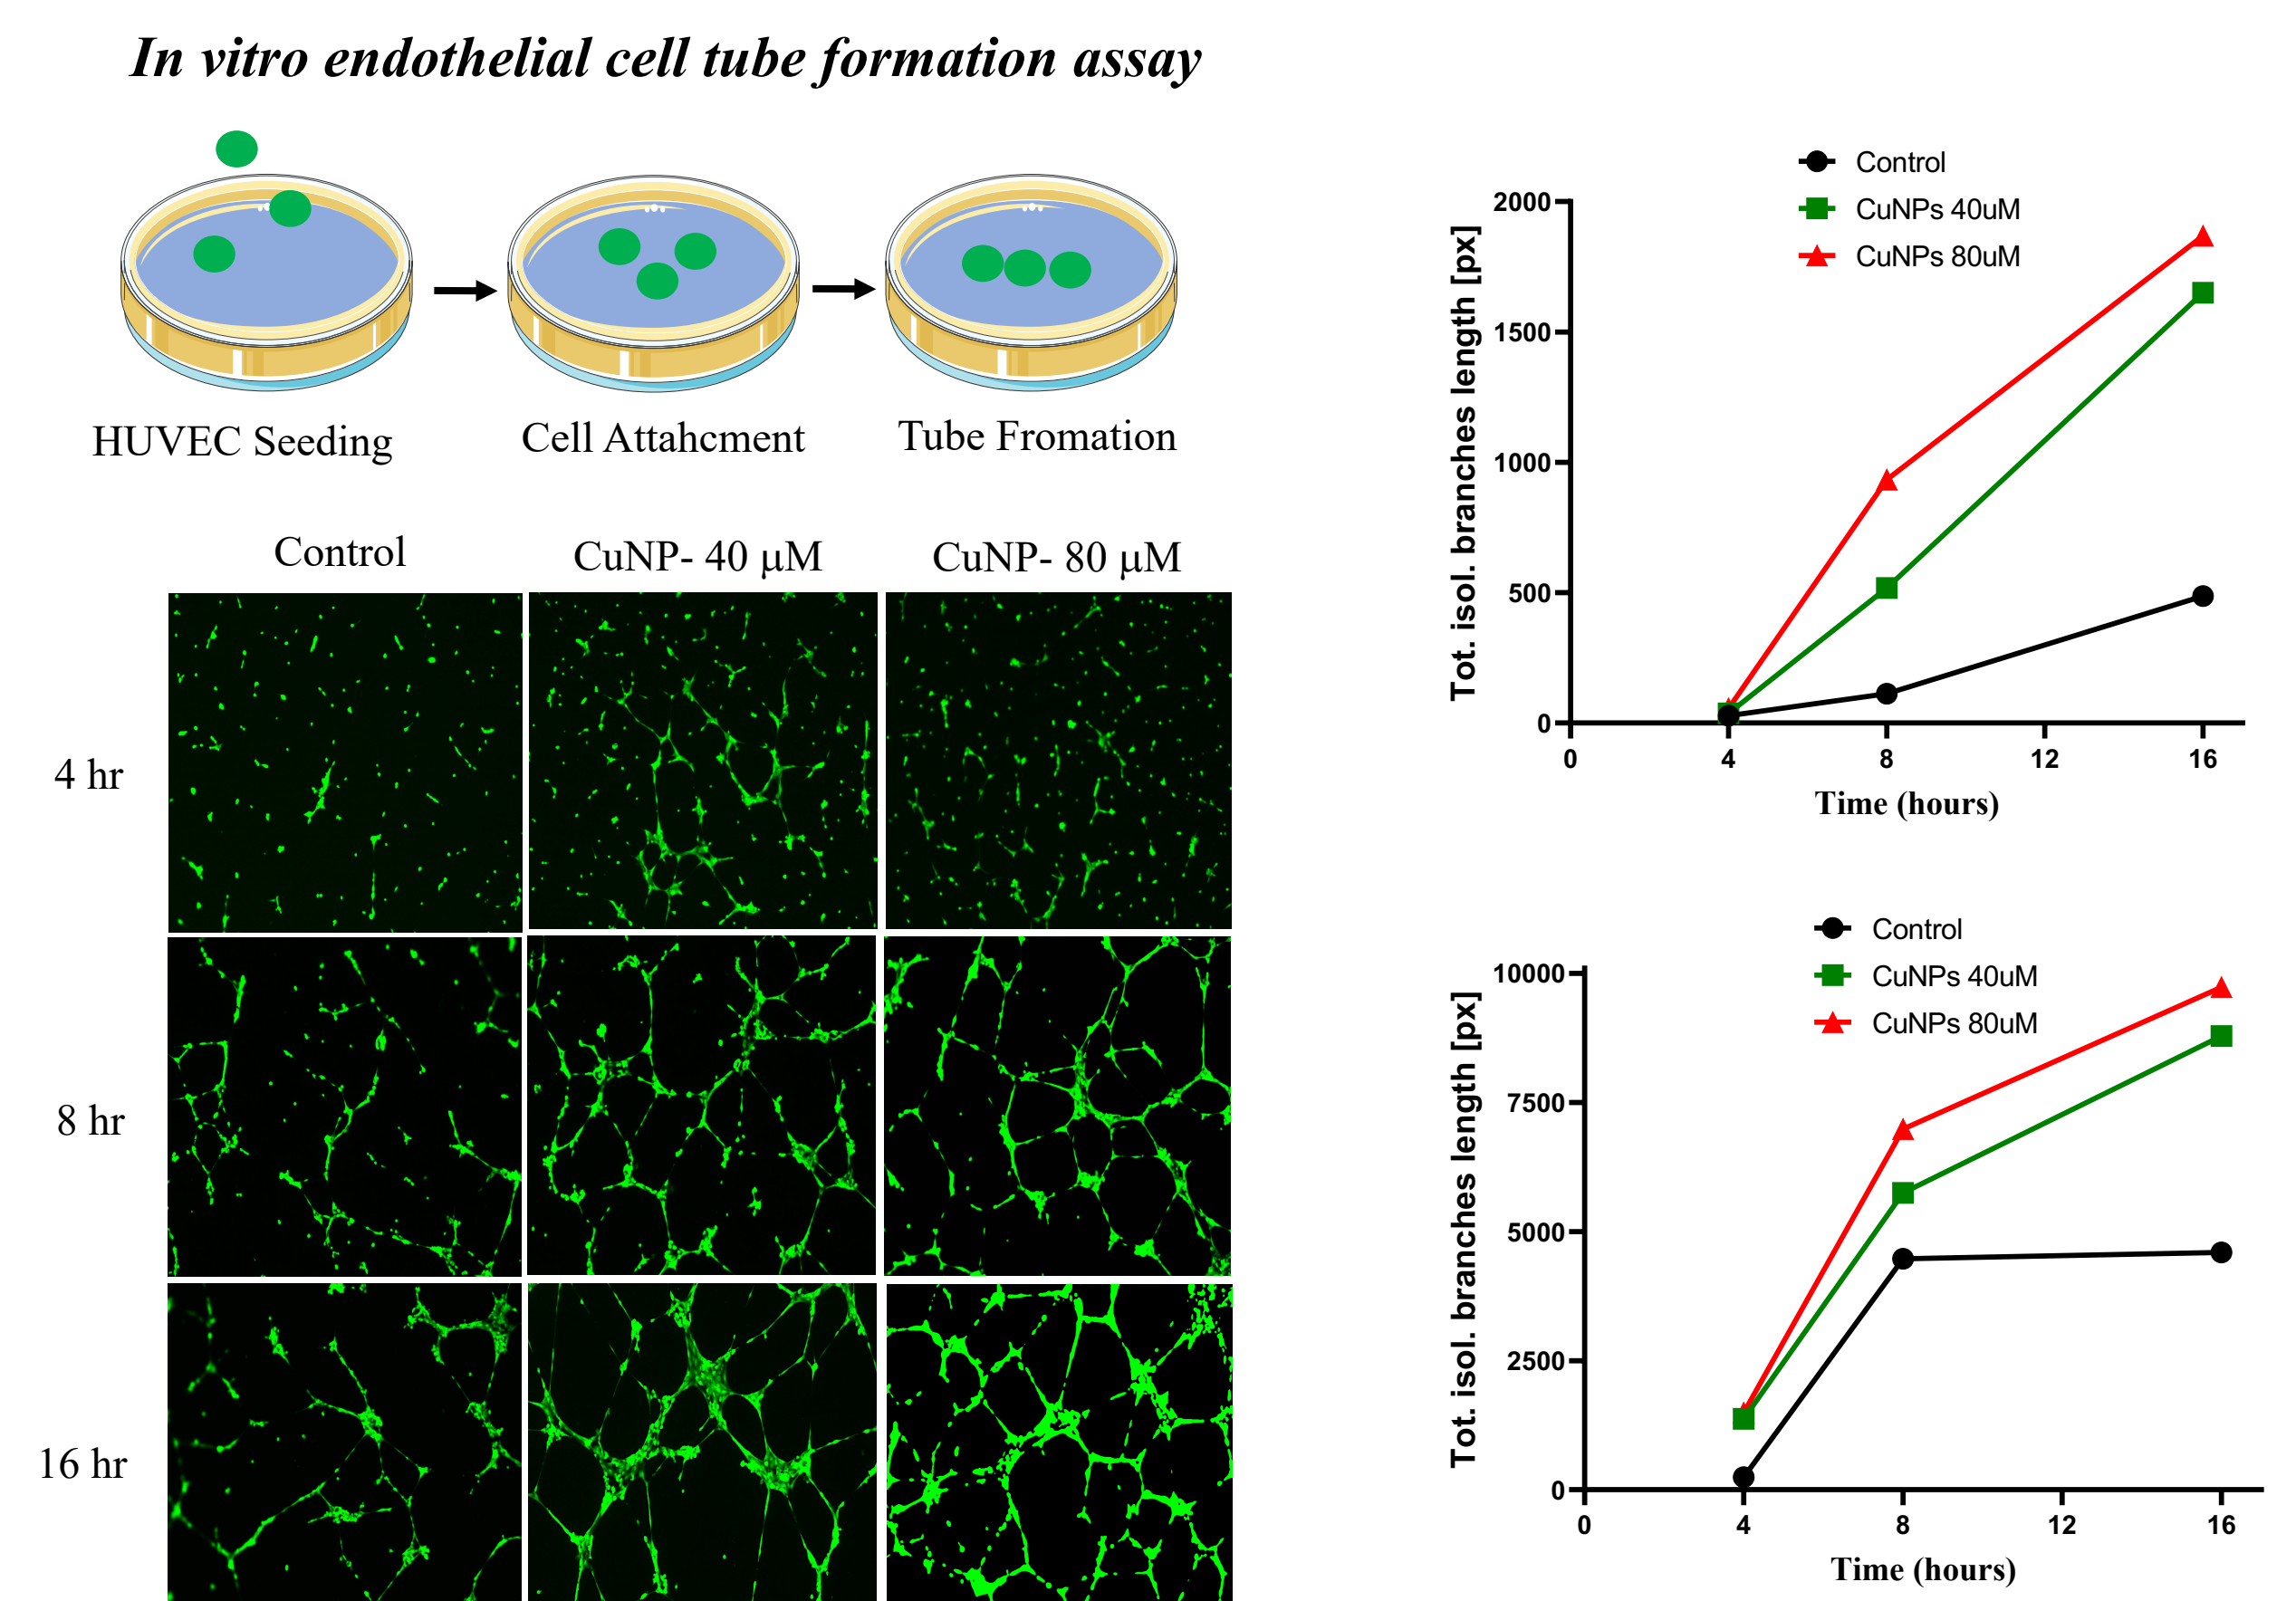 In vitro endothelial cell tube formation assay
HUVEC Seeding
Cell Attahcment
Tube Fromation
Control
CuNP- 40 μM
CuNP- 80 μM
4 hr
8 hr
16 hr
Control
CuNPs 40uM
CuNPs 80uM
Tot. isol. branches length [px]
2000
1500
1000
500
0
0 4 8 12 16
Time (hours)
Control
CuNPs 40uM
CuNPs 80uM
Tot. isol. branches length [px]
10000
7500
5000
2500
0
0 4 8 12 16
Time (hours)